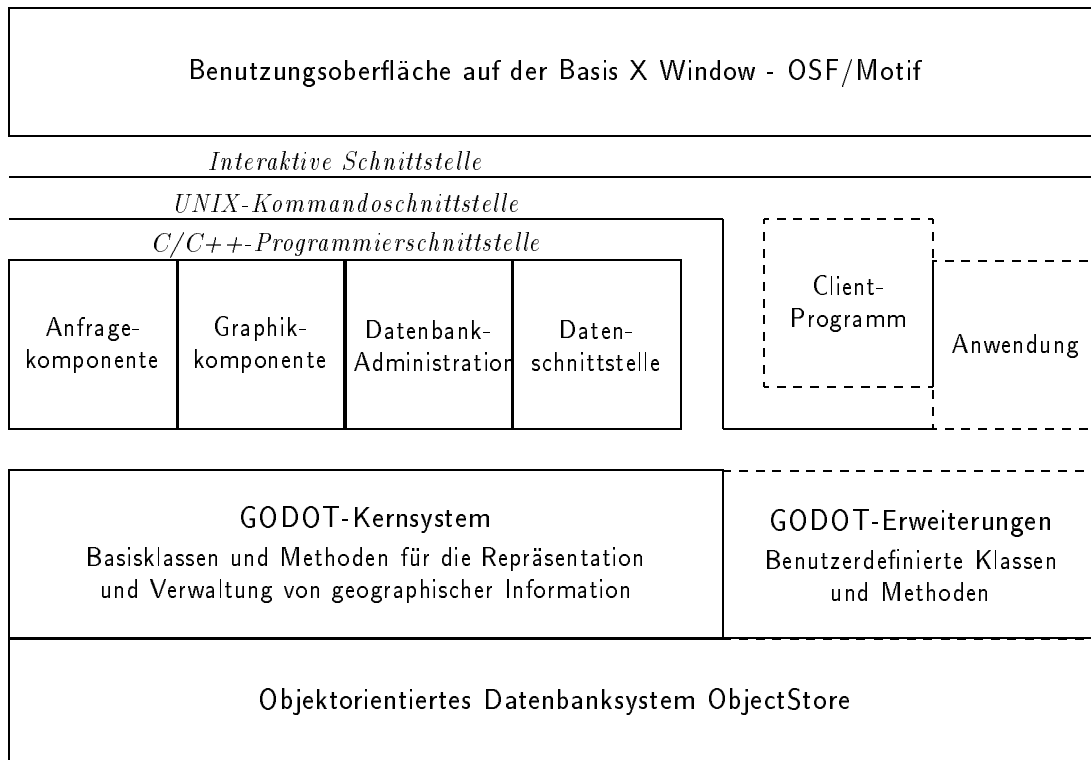 Benutzungsoberfläche auf der Basis X Window - OSF/Motif
Interaktive Schnittstelle
UNIX-Kommandoschnittstelle
C/C++-Programmierschnittstelle
Anfrage-
komponente
Graphik-
komponente
Datenbank-
Administration
Daten-
schnittstelle
Client-
Programm
Anwendung
GODOT-Kernsystem
Basisklassen und Methoden für die Repräsentation
und Verwaltung von geographischer Information
GODOT-Erweiterungen
Benutzerdefinierte Klassen
und Methoden
Objektorientiertes Datenbanksystem ObjectStore